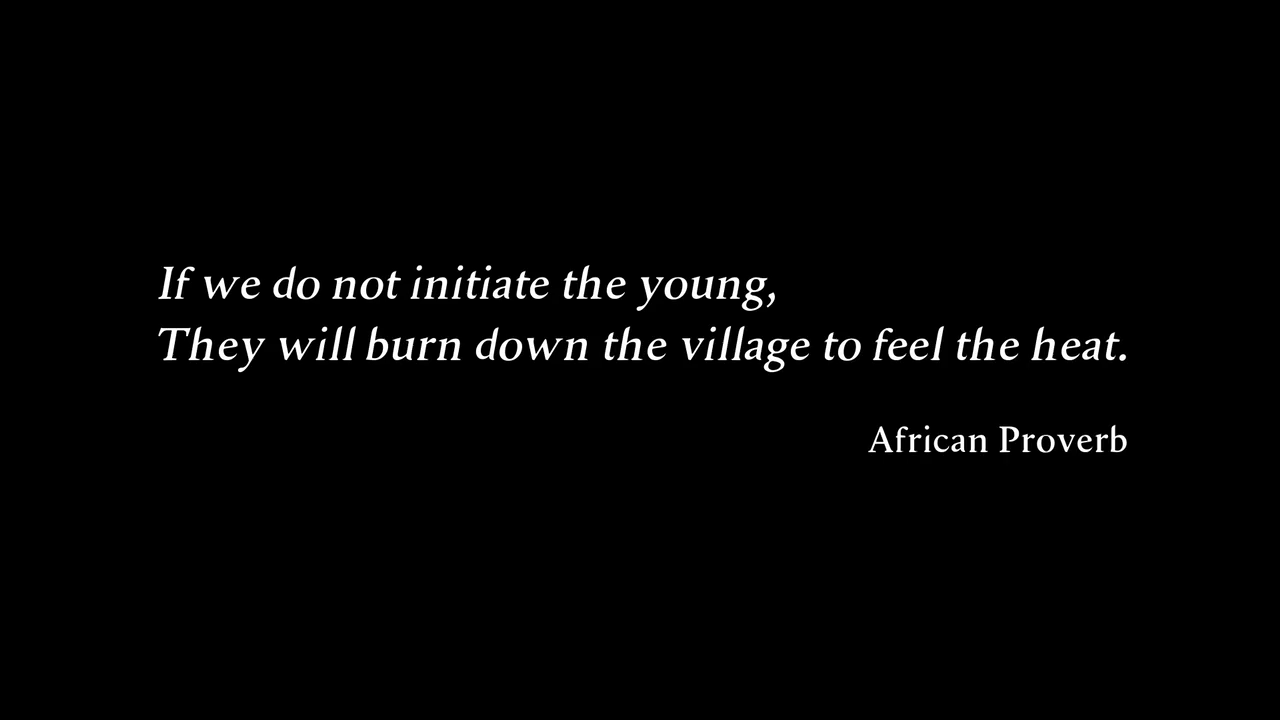 If we do not initiate the young,
They will burn down the village to feel the heat.
African Proverb